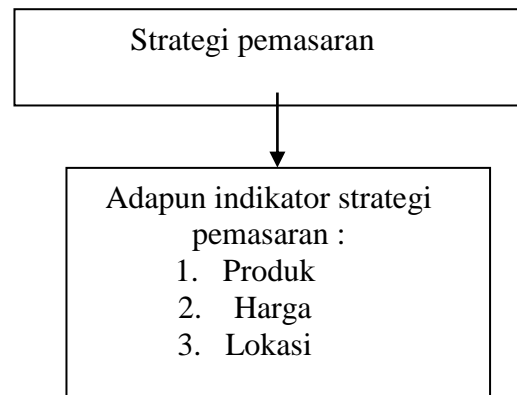 Strategi pemasaran
Adapun indikator strategi
pemasaran :
1. Produk
2. Harga
3. Lokasi